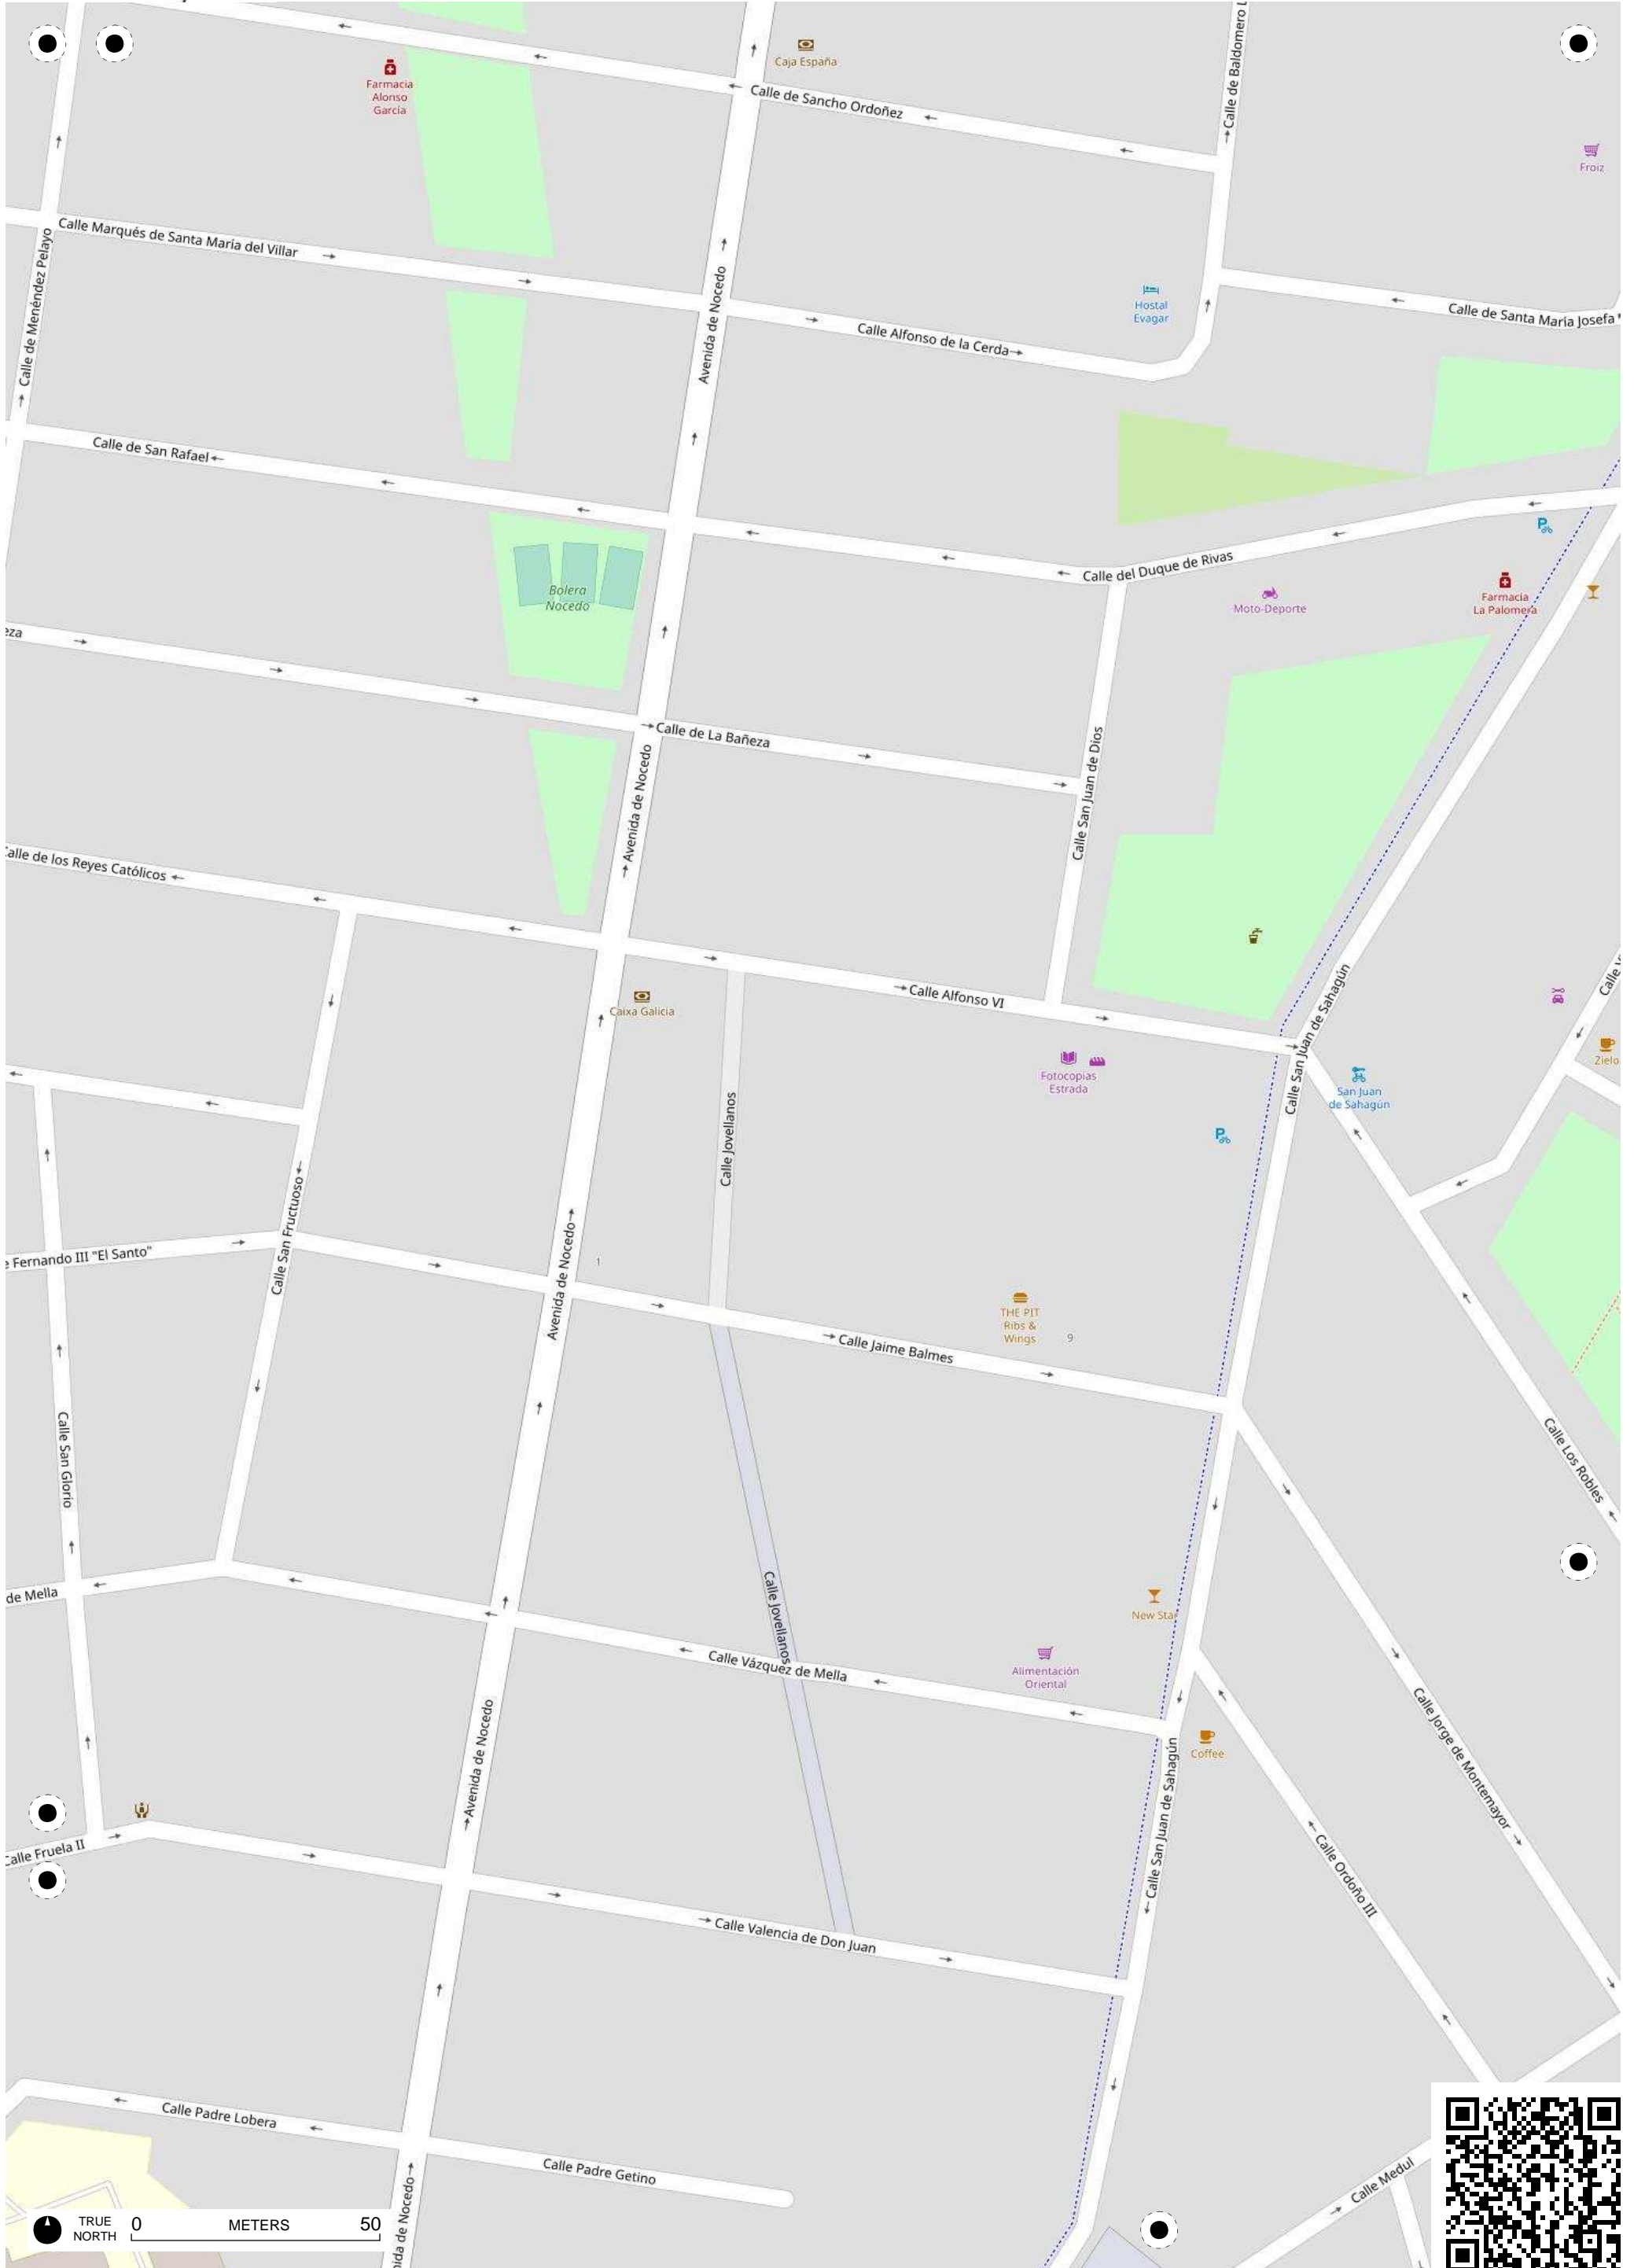 Caja España
Calle de Baldomero L
Farmacia
Alonso
García
Calle de Sancho Ordoñez
Froiz
Calle Marqués de Santa María del Villar
Calle de Menéndez Pelayo
Avenida de Nocedo
Hostal
Evagar
Calle de Santa María Josefa
Calle Alfonso de la Cerda
Calle de San Rafael
P
Calle del Duque de Rivas
Bolera
Nocedo
Moto-Deporte
Farmacia
La Palomera
eza
Calle de La Bañeza
Avenida de Nocedo
Calle San Juan de Dios
Calle de los Reyes Católicos
Calle Alfonso VI
Caixa Galicia
Calle San Juan de Sahagún
Calle V
Zielo
Fotocopias
Estrada
San Juan
de Sahagún
Calle Jovellanos
P
Calle San Fructuoso
e Fernando III "El Santo"
Avenida de Nocedo
1
THE PIT
Ribs &
Wings
9
Calle Jaime Balmes
Calle San Glorio
Calle Los Robles
de Mella
Calle Jovellanos
New Sta
Calle Vázquez de Mella
Alimentación
Oriental
Coffee
Avenida de Nocedo
Calle San Juan de Sahagún
Calle Jorge de Montemayor
Calle Fruela II
Calle Ordoño III
Calle Valencia de Don Juan
Calle Padre Lobera
Calle Padre Getino
Calle Medul
nida de Nocedo
TRUE
NORTH
0 METERS 50